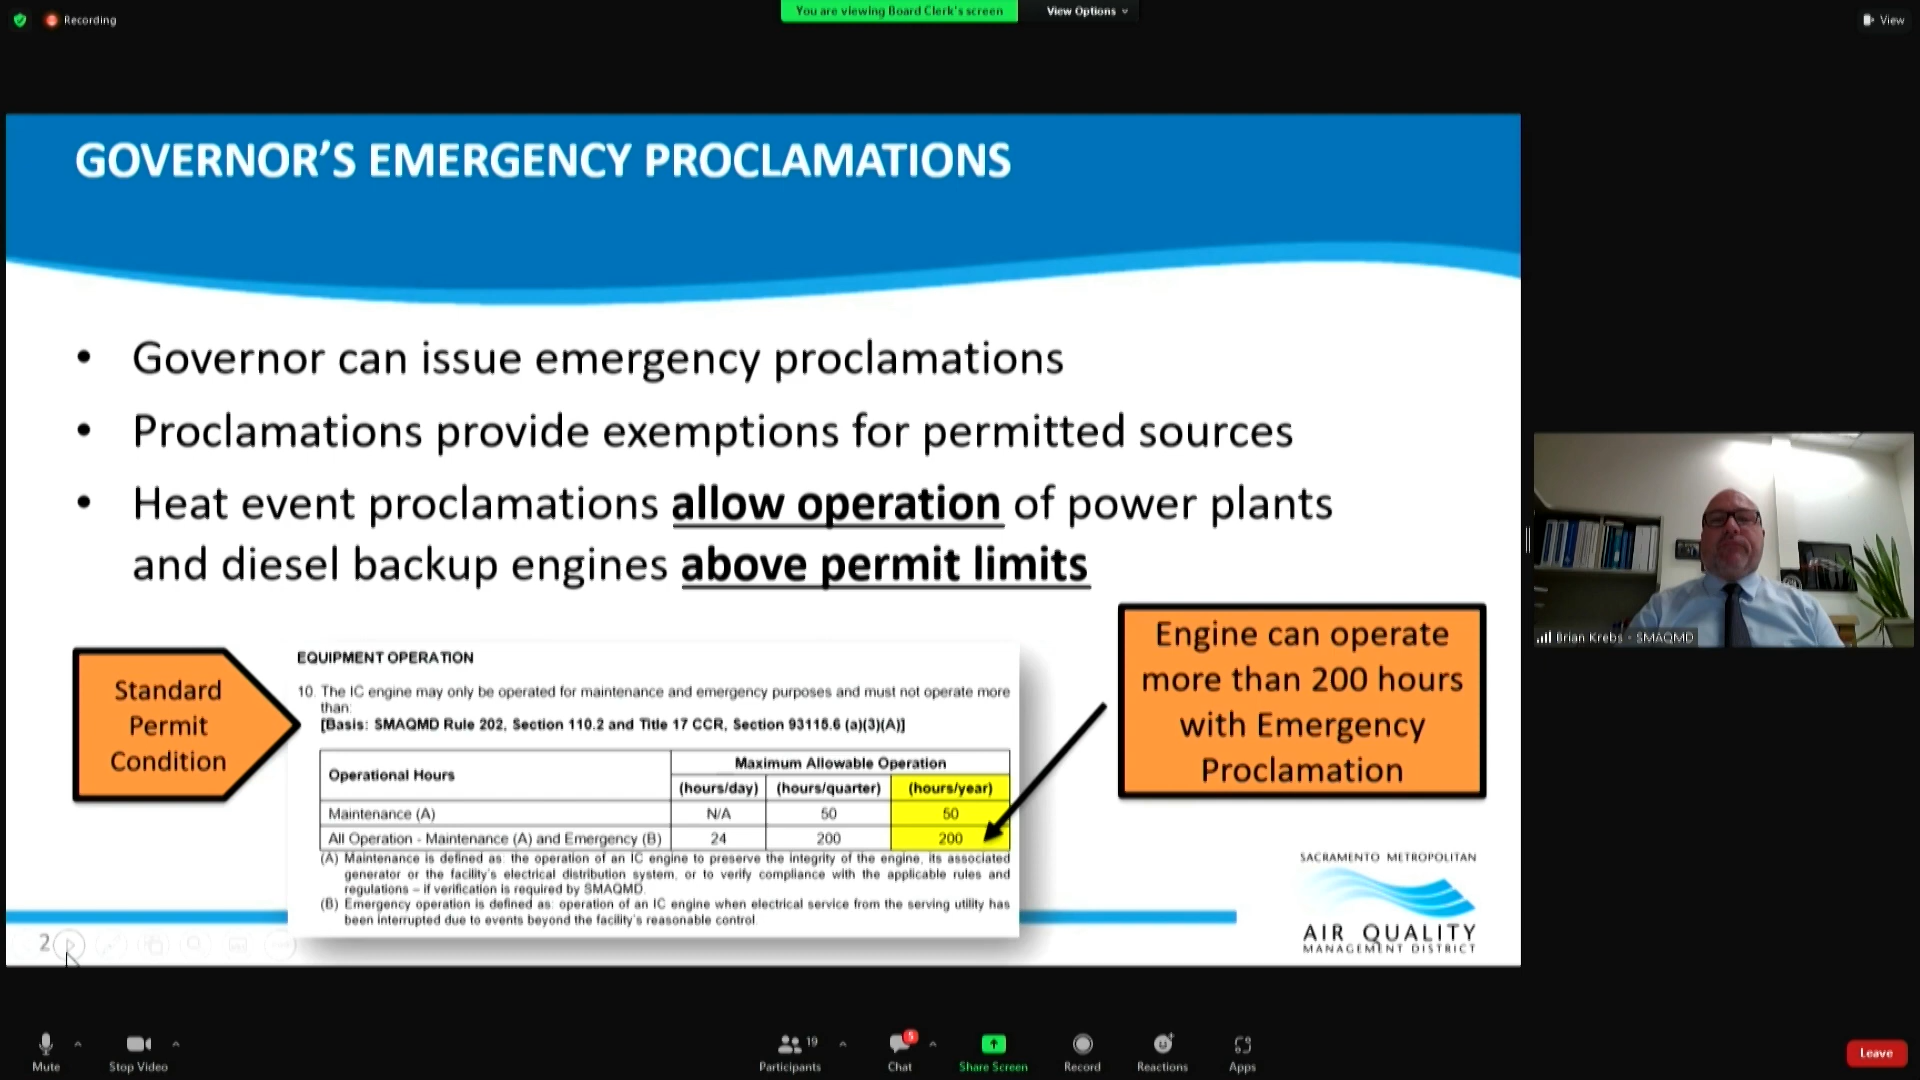 Recording
You are viewing Board Clerk's screen
View Options
View
GOVERNOR'S EMERGENCY PROCLAMATIONS
• Governor can issue emergency proclamations
• Proclamations provide exemptions for permitted sources
• Heat event proclamations allow operation of power plants
and diesel backup engines above permit limits
Standard
Permit
Condition
EQUIPMENT OPERATION
10. The IC engine may only be operated for maintenance and emergency purposes and must not operate more
than:
[Basis: SMAQMD Rule 202, Section 110.2 and Title 17 CCR, Section 93115.6 (a)(3)(A)]
Operational Hours
Maximum Allowable Operation
(hours/day) (hours/quarter) (hours/year)
Maintenance (A) N/A 50 50
All Operation - Maintenance (A) and Emergency (B) 24 200 200
(A) Maintenance is defined as: the operation of an IC engine to preserve the integrity of the engine, its associated
generator or the facility's electrical distribution system, or to verify compliance with the applicable rules and
regulations – if verification is required by SMAQMD.
(B) Emergency operation is defined as: operation of an IC engine when electrical service from the serving utility has
been interrupted due to events beyond the facility's reasonable control.
Engine can operate
more than 200 hours
with Emergency
Proclamation
SACRAMENTO METROPOLITAN
AIR QUALITY
MANAGEMENT DISTRICT
2
Brian Krebs - SMAQMD
Mute
Stop Video
19
Participants
5
Chat
Share Screen
Record
Reactions
Apps
Leave